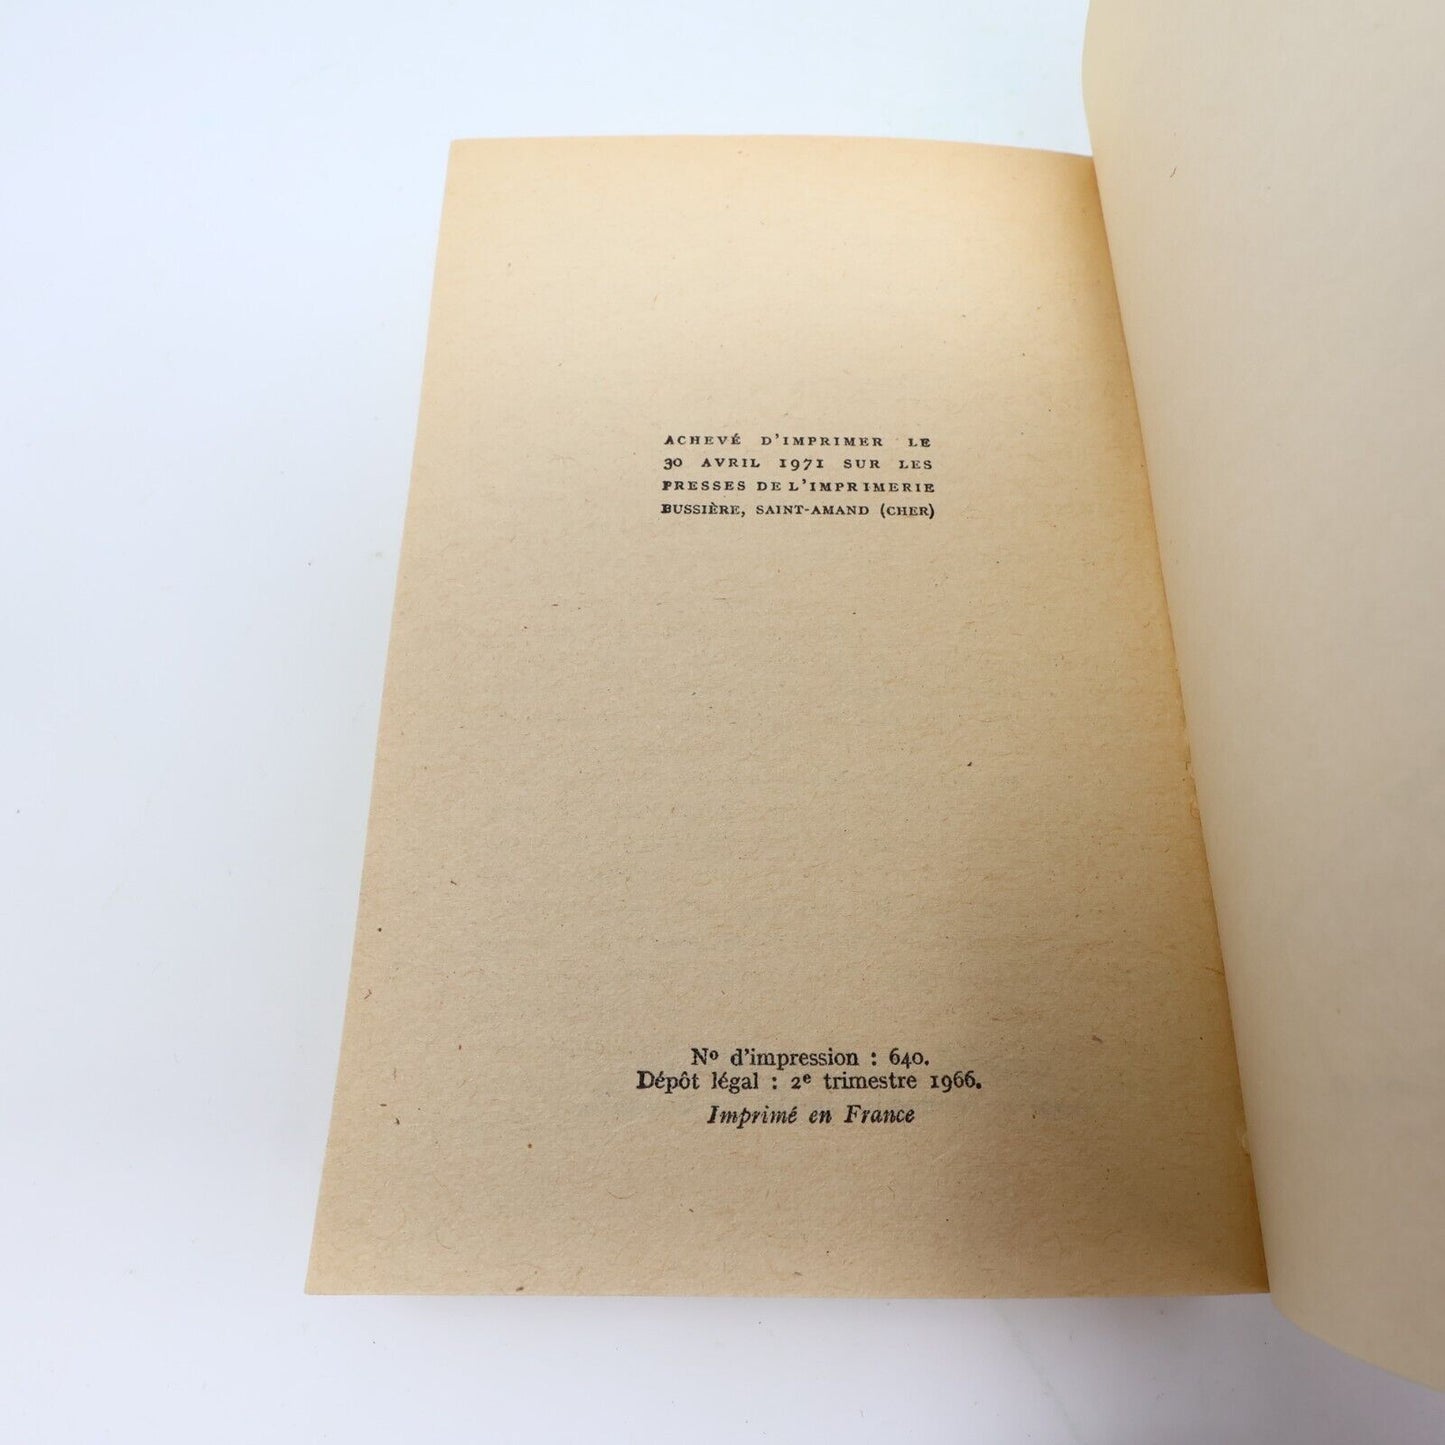 ACHEVÉ D'IMPRIMER LE
30 AVRIL 1971 SUR LES
PRESSES DE L'IMPRIMERIE
BUSSIÈRE, SAINT-AMAND (CHER)
Nº d'impression : 640.
Dépôt légal : 2e trimestre 1966.
Imprimé en France